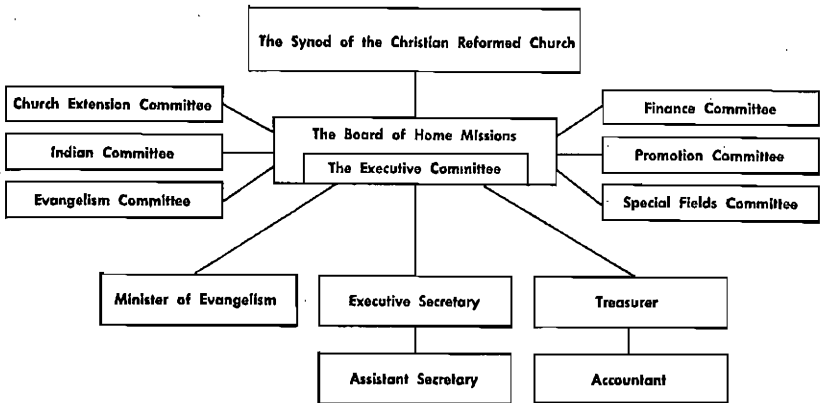 The Synod of the Christian Reformed Church
Church Extension Committee
Indian Committee
Evangelism Committee
The Board of Home Missions
The Executive Committee
Finance Committee
Promotion Committee
Special Fields Committee
Minister of Evangelism
Executive Secretary
Treasurer
Assistant Secretary
Accountant